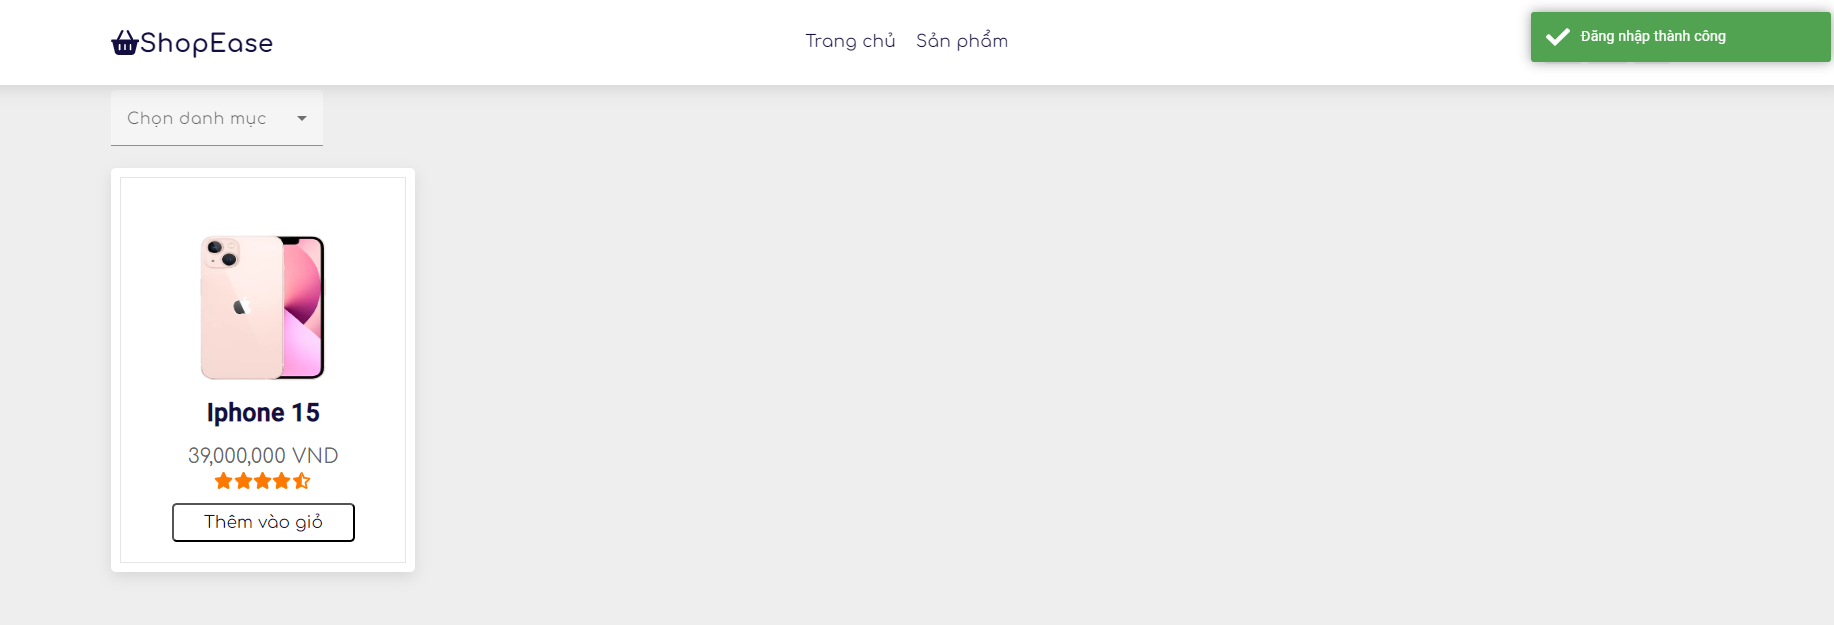 ShopEase
Trang chủ Sản phẩm
Đăng nhập thành công
Chọn danh mục
Iphone 15
39,000,000 VND
Thêm vào giỏ